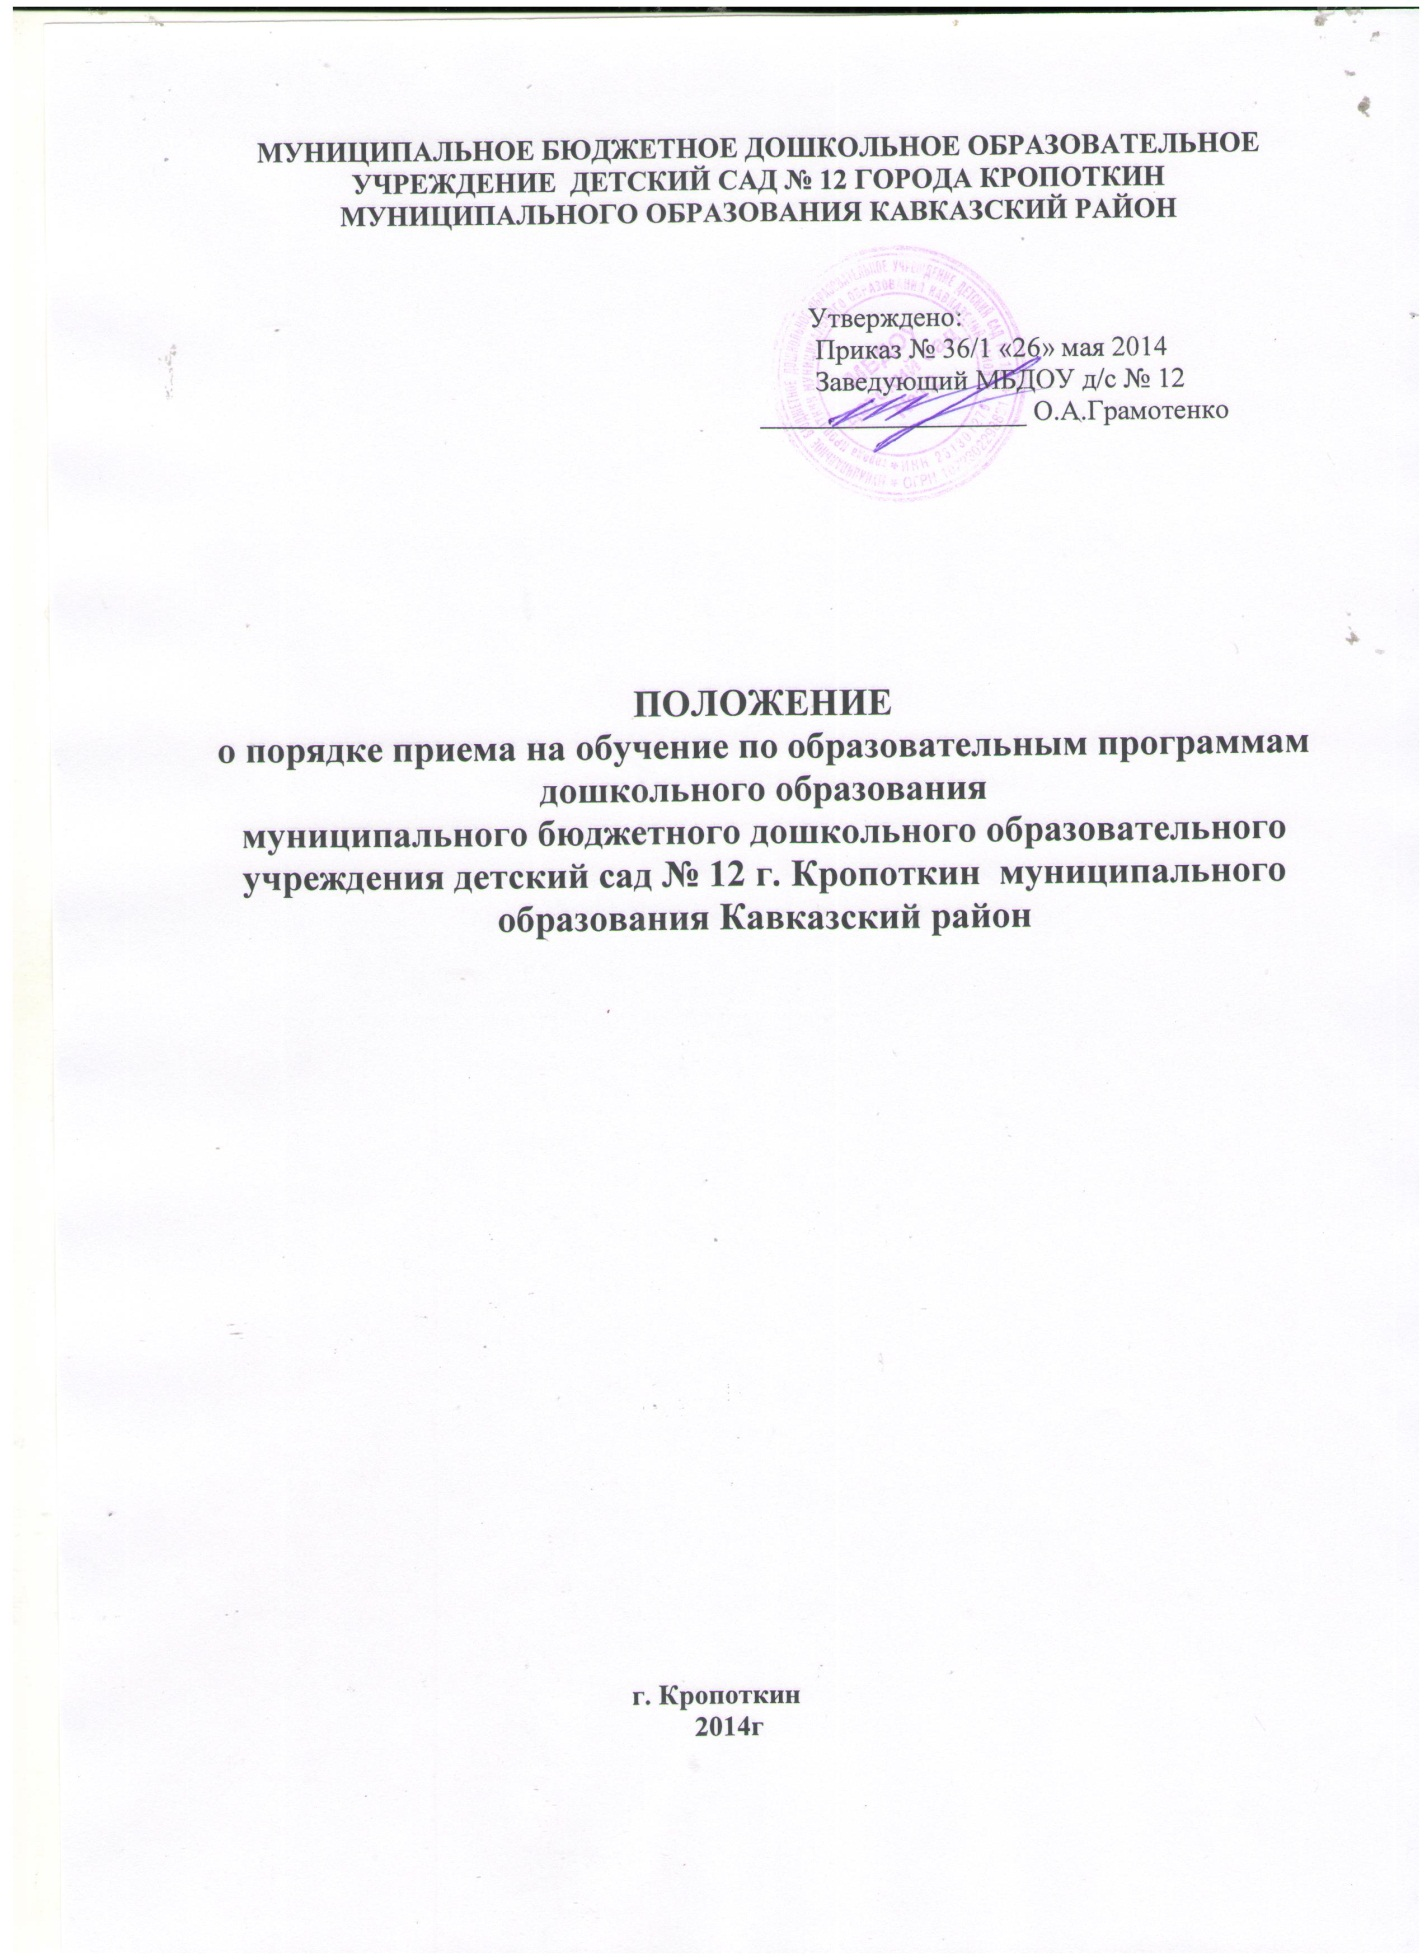 МУНИЦИПАЛЬНОЕ БЮДЖЕТНОЕ ДОШКОЛЬНОЕ ОБРАЗОВАТЕЛЬНОЕ
УЧРЕЖДЕНИЕ ДЕТСКИЙ САД № 12 ГОРОДА КРОПОТКИН
МУНИЦИПАЛЬНОГО ОБРАЗОВАНИЯ КАВКАЗСКИЙ РАЙОН
Утверждено:
Приказ № 36/1 «26» мая 2014
Заведующий МБДОУ д/с № 12
О.А.Грамотенко
ПОЛОЖЕНИЕ
о порядке приема на обучение по образовательным программам
дошкольного образования
муниципального бюджетного дошкольного образовательного
учреждения детский сад № 12 г. Кропоткин муниципального
образования Кавказский район
г. Кропоткин
2014г